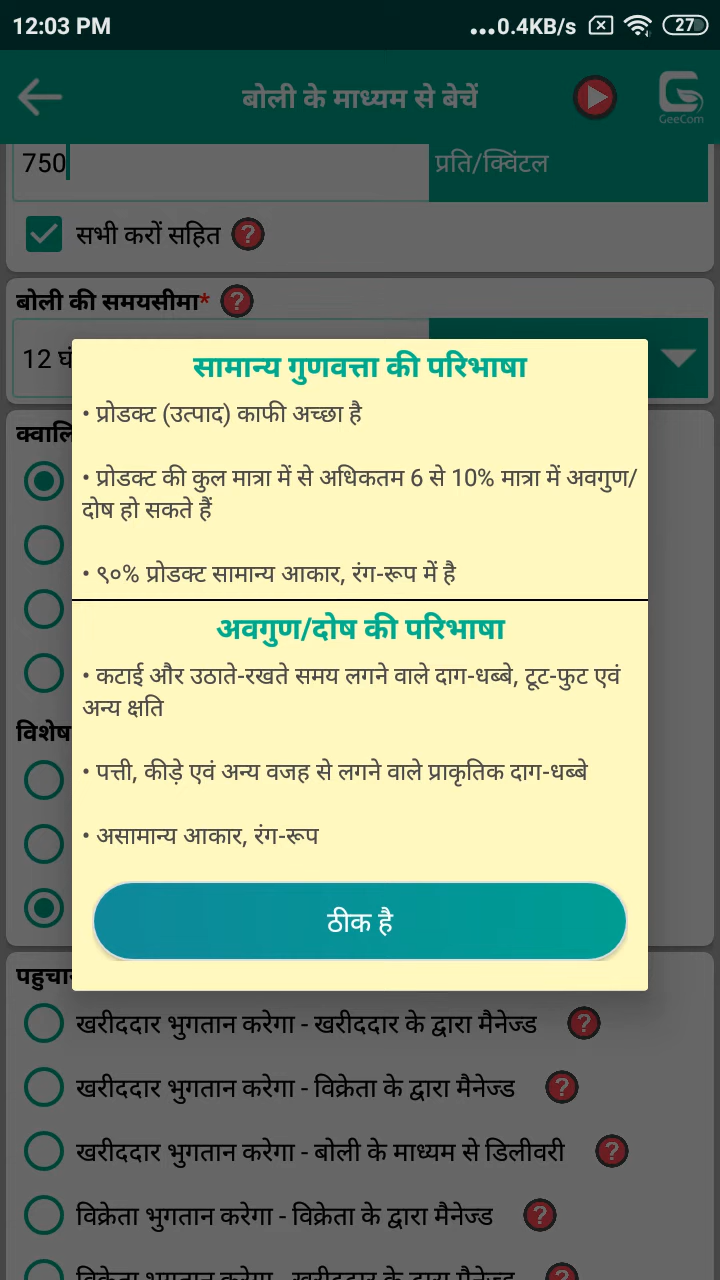 12:03 PM
...0.4KB/s
27
बोली के माध्यम से बेचें
GeeCom
750
प्रति/क्विंटल
सभी करों सहित ?
बोली की समयसीमा* ?
12
सामान्य गुणवत्ता की परिभाषा
• प्रोडक्ट (उत्पाद) काफी अच्छा है
• प्रोडक्ट की कुल मात्रा में से अधिकतम 6 से 10% मात्रा में अवगुण/
दोष हो सकते हैं
• ९०% प्रोडक्ट सामान्य आकार, रंग-रूप में है
अवगुण/दोष की परिभाषा
• कटाई और उठाते-रखते समय लगने वाले दाग-धब्बे, टूट-फुट एवं
अन्य क्षति
• पत्ती, कीड़े एवं अन्य वजह से लगने वाले प्राकृतिक दाग-धब्बे
• असामान्य आकार, रंग-रूप
ठीक है
खरीददार भुगतान करेगा - खरीददार के द्वारा मैनेज्ड ?
खरीददार भुगतान करेगा - विक्रेता के द्वारा मैनेज्ड ?
खरीददार भुगतान करेगा - बोली के माध्यम से डिलीवरी ?
विक्रेता भुगतान करेगा - विक्रेता के द्वारा मैनेज्ड ?